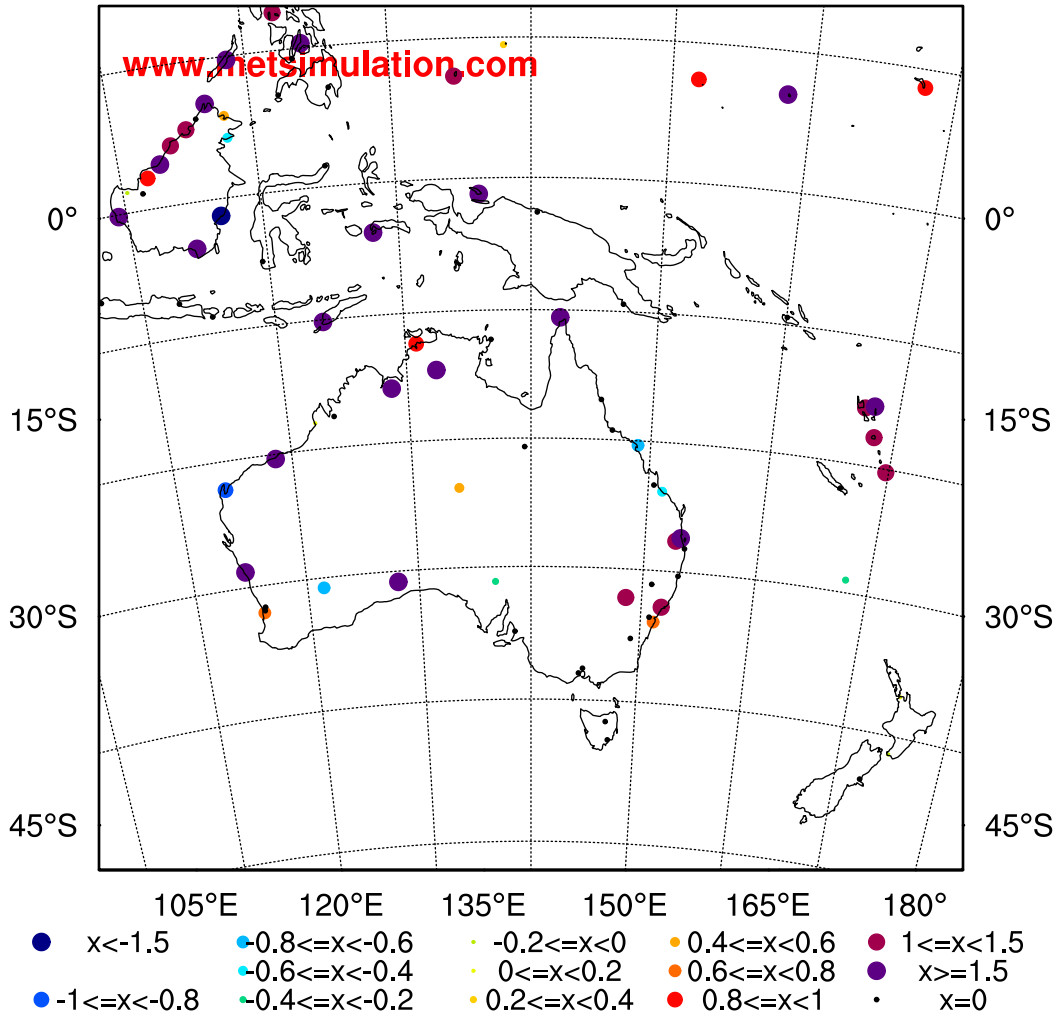 www.metsimulation.com
0° 0°
15°S 15°S
30°S 30°S
45°S 45°S
105°E 120°E 135°E 150°E 165°E 180°
x<-1.5 -0.8<=x<-0.6 -0.2<=x<0 0.4<=x<0.6 1<=x<1.5
-0.6<=x<-0.4 0<=x<0.2 0.6<=x<0.8 x>=1.5
-1<=x<-0.8 -0.4<=x<-0.2 0.2<=x<0.4 0.8<=x<1 x=0